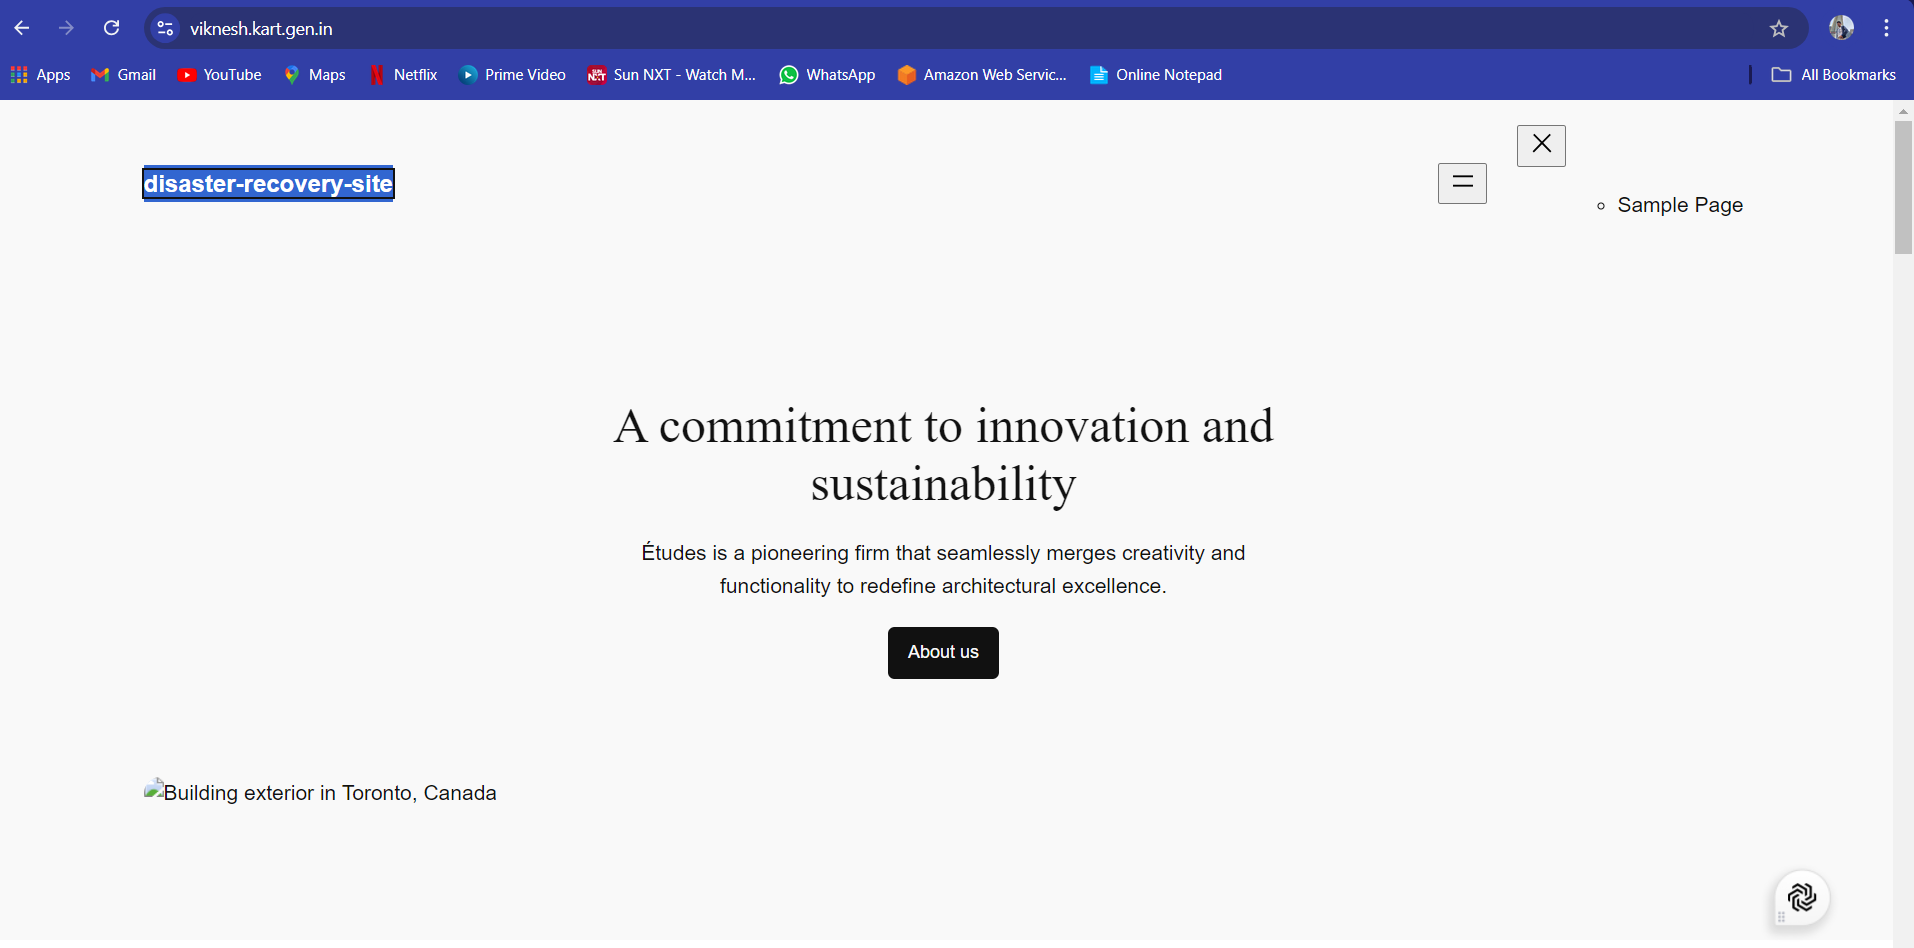 viknesh.kart.gen.in
Apps Gmail YouTube Maps Netflix Prime Video Sun NXT - Watch M... WhatsApp Amazon Web Servic... Online Notepad All Bookmarks
disaster-recovery-site
Sample Page
A commitment to innovation and
sustainability
Études is a pioneering firm that seamlessly merges creativity and
functionality to redefine architectural excellence.
About us
Building exterior in Toronto, Canada